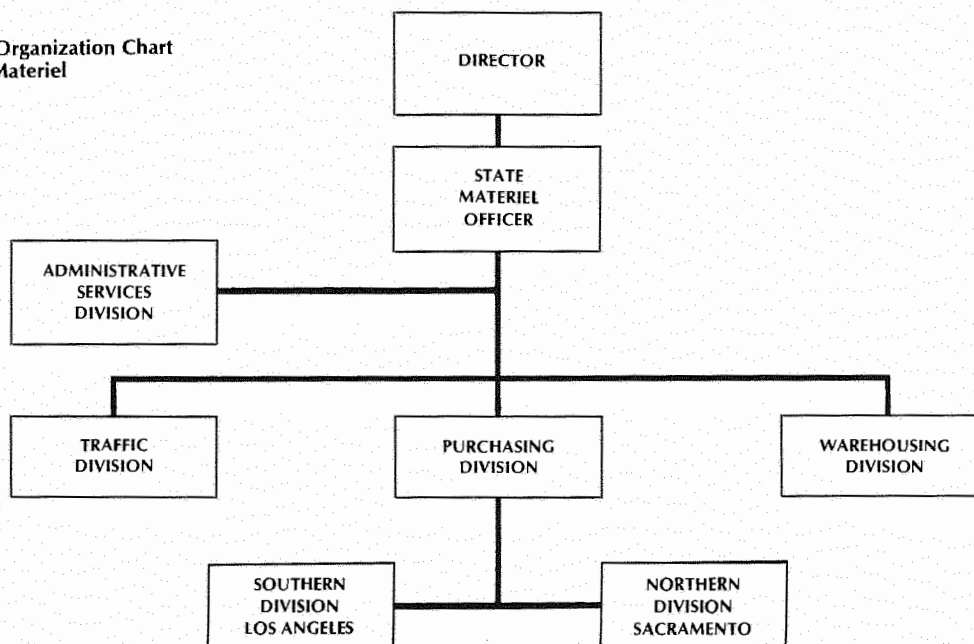 Organization Chart
Materiel
DIRECTOR
STATE
MATERIEL
OFFICER
ADMINISTRATIVE
SERVICES
DIVISION
TRAFFIC
DIVISION
PURCHASING
DIVISION
WAREHOUSING
DIVISION
SOUTHERN
DIVISION
LOS ANGELES
NORTHERN
DIVISION
SACRAMENTO